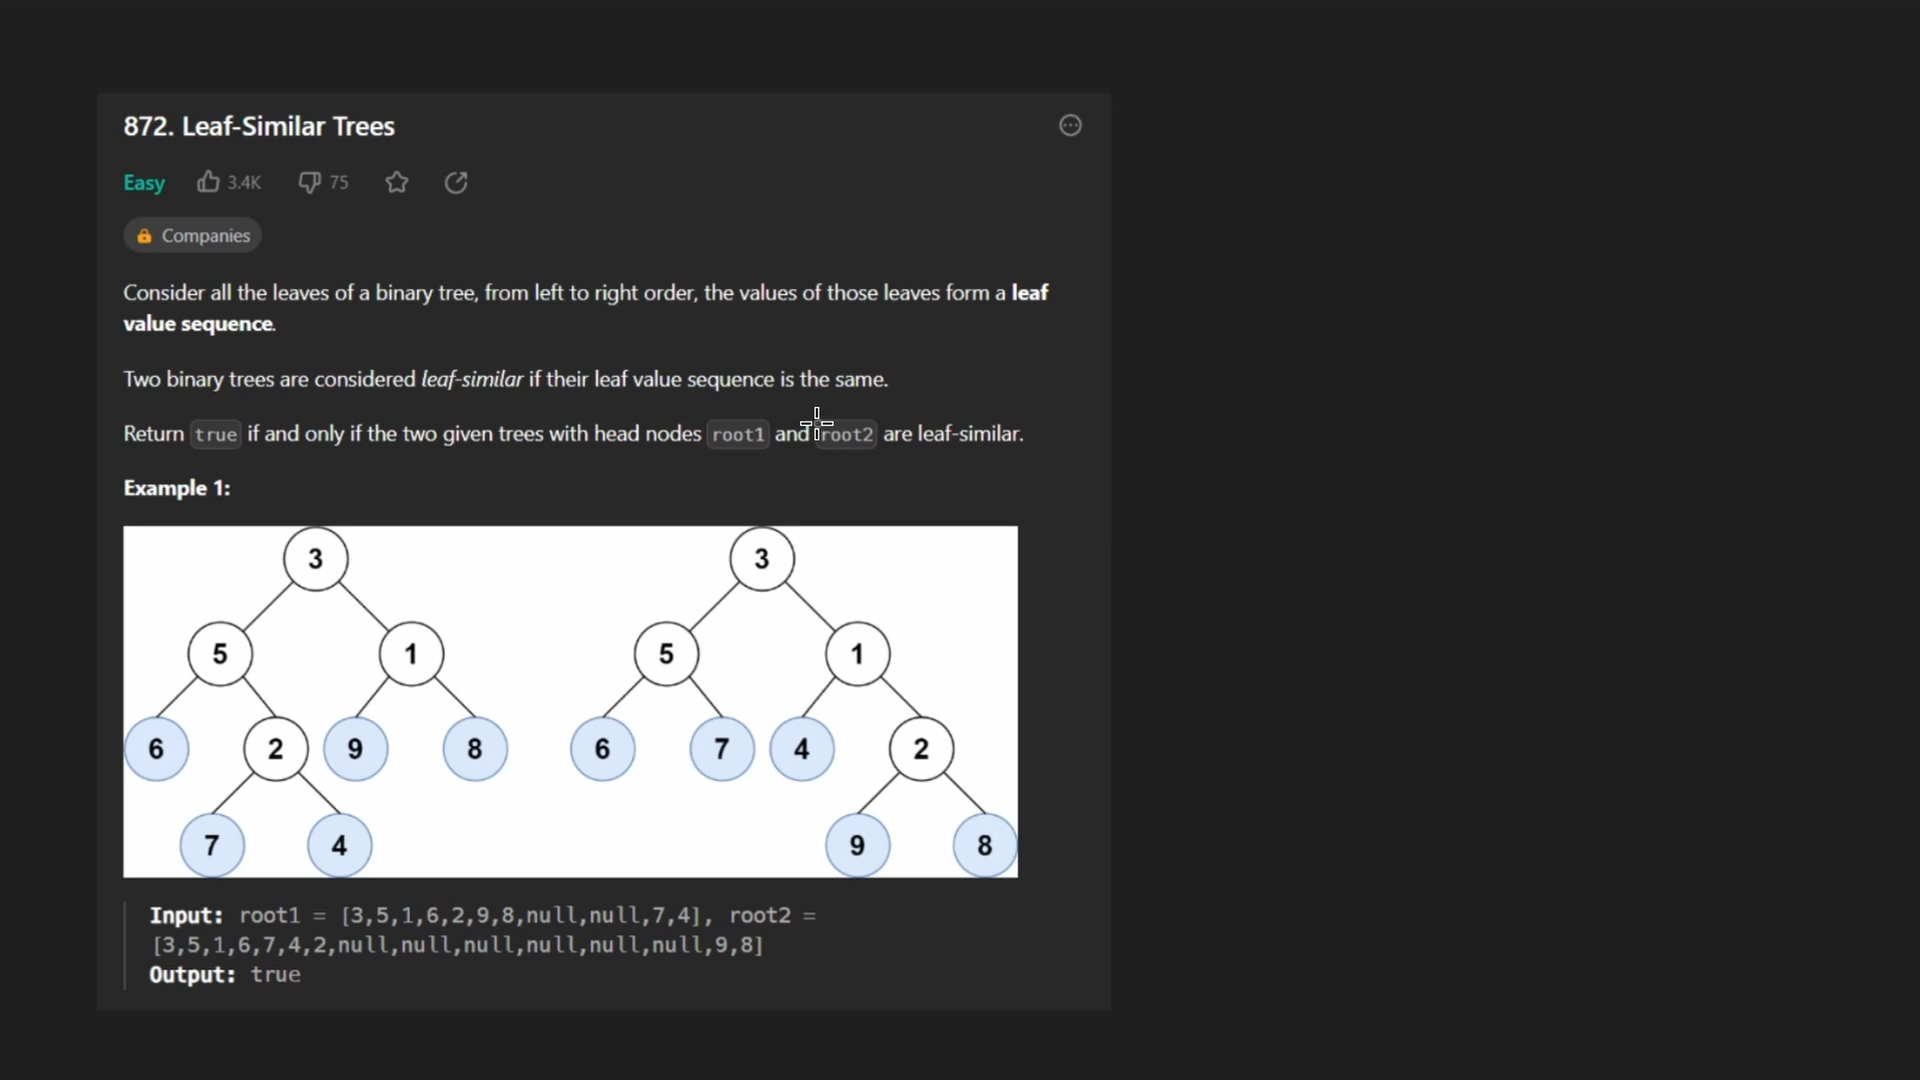 872. Leaf-Similar Trees
Easy 3.4K 75
Companies
Consider all the leaves of a binary tree, from left to right order, the values of those leaves form a leaf
value sequence.
Two binary trees are considered leaf-similar if their leaf value sequence is the same.
Return true if and only if the two given trees with head nodes root1 and root2 are leaf-similar.
Example 1:
3 3
5 1 5 1
6 2 9 8 6 7 4 2
7 4 9 8
Input: root1 = [3,5,1,6,2,9,8,null,null,7,4], root2 =
[3,5,1,6,7,4,2,null,null,null,null,null,null,9,8]
Output: true